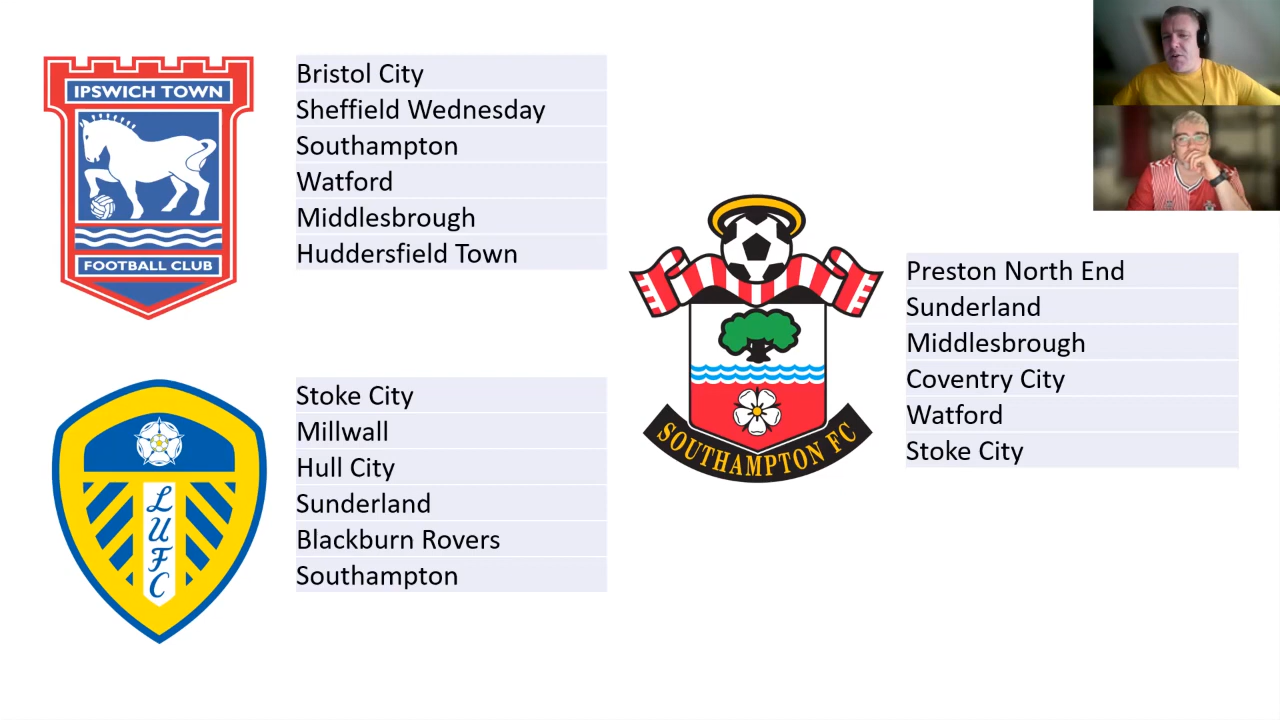 IPSWICH TOWN
FOOTBALL CLUB
Bristol City
Sheffield Wednesday
Southampton
Watford
Middlesbrough
Huddersfield Town
LUFC
Stoke City
Millwall
Hull City
Sunderland
Blackburn Rovers
Southampton
SOUTHAMPTON FC
Preston North End
Sunderland
Middlesbrough
Coventry City
Watford
Stoke City